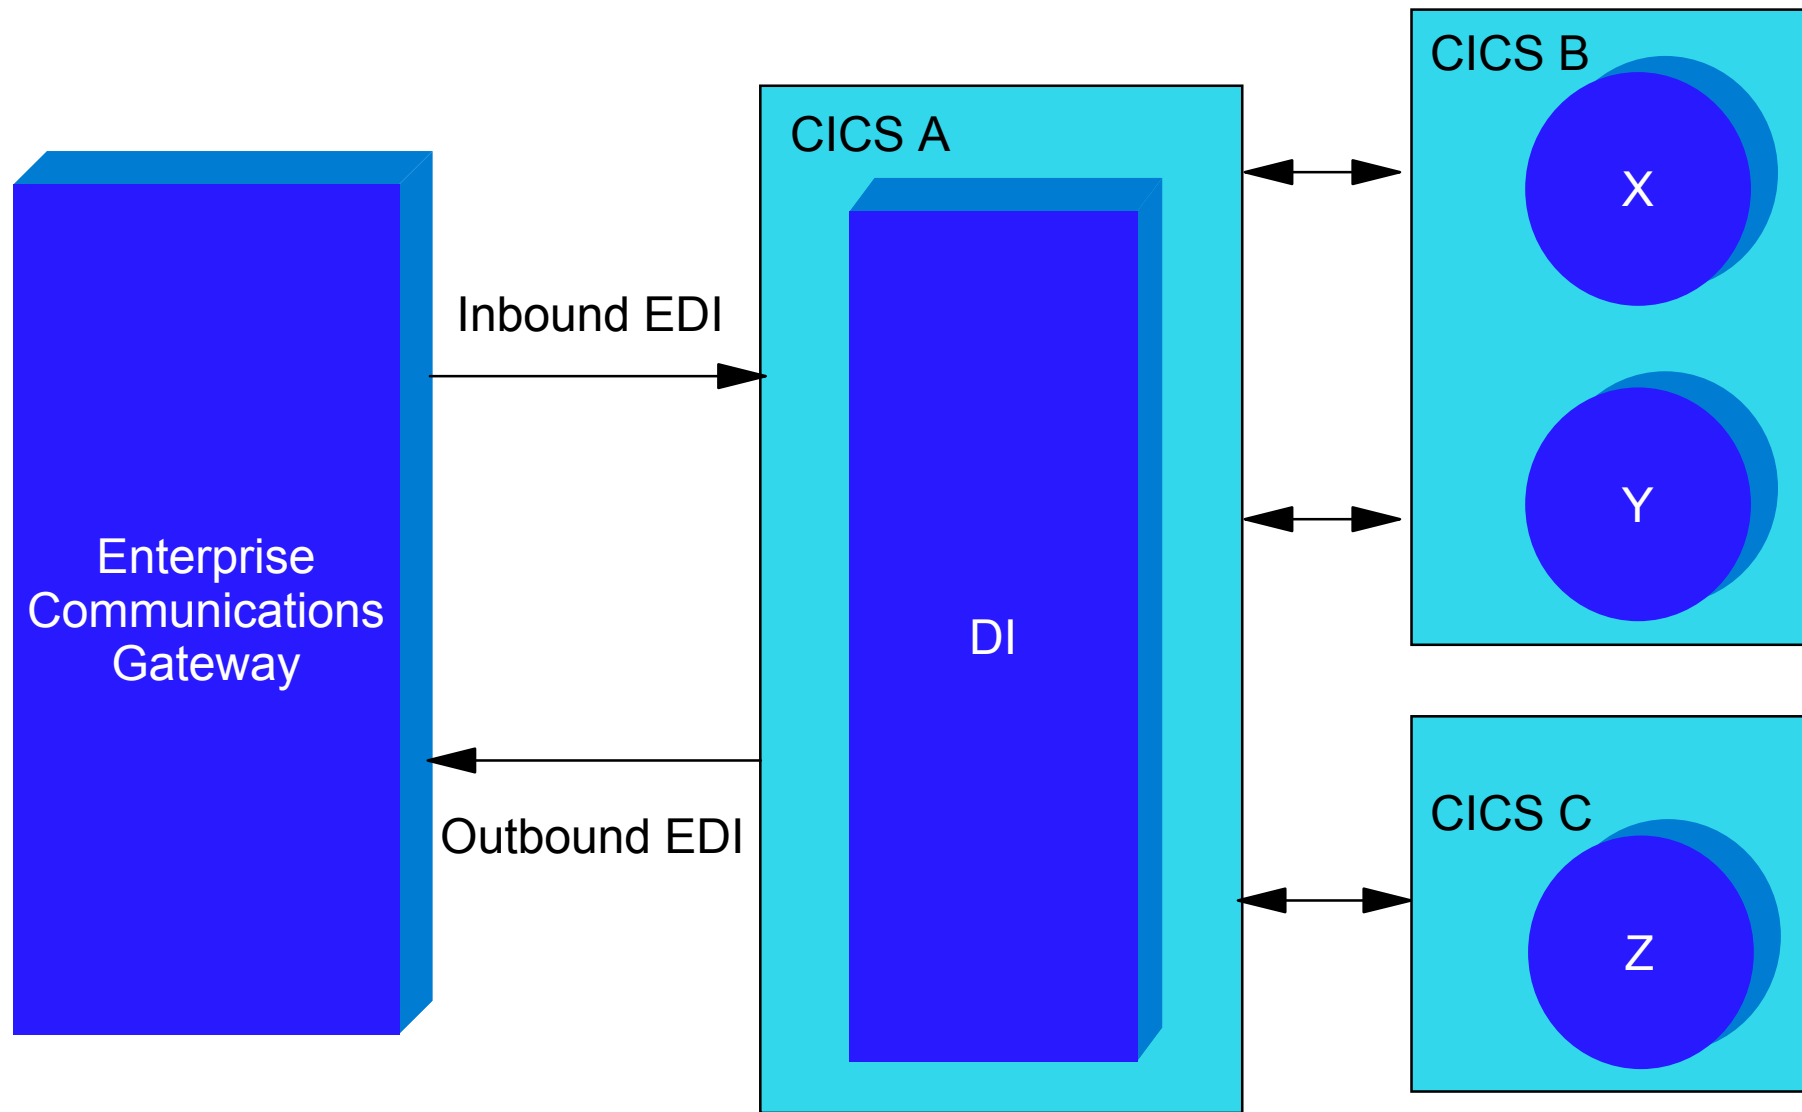 Enterprise
Communications
Gateway
Inbound EDI
Outbound EDI
CICS A
DI
CICS B
X
Y
CICS C
Z